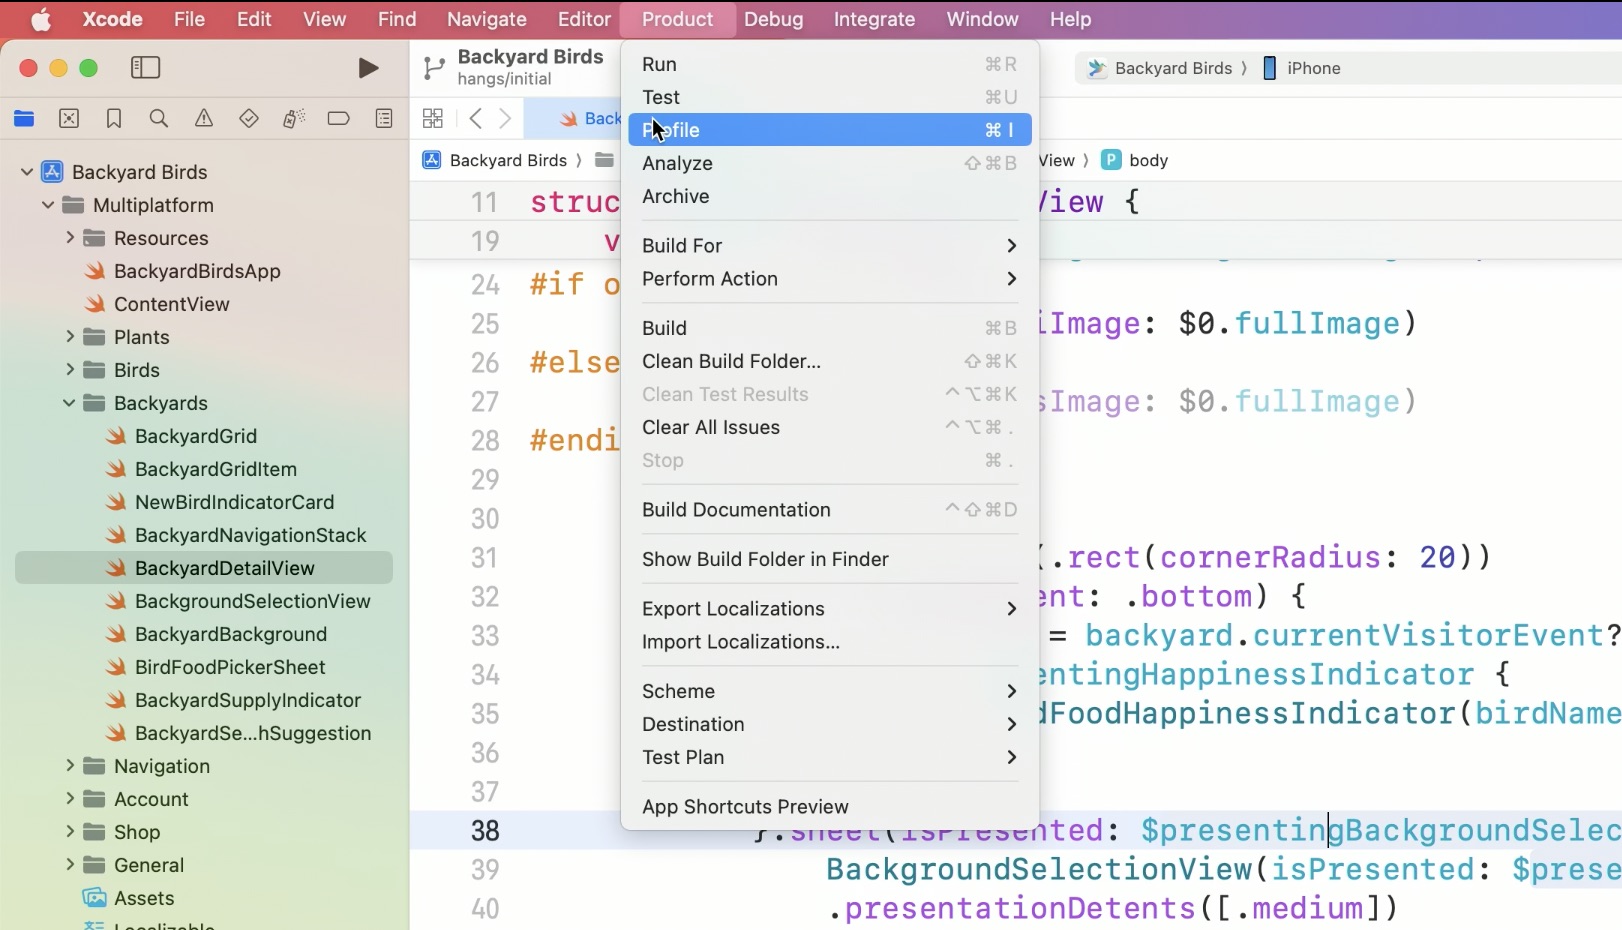 Xcode File Edit View Find Navigate Editor Product Debug Integrate Window Help
Backyard Birds
hangs/initial
Backyard Birds 〉 iPhone
Back
Backyard Birds 〉
View 〉 P body
Backyard Birds
Multiplatform
Resources
BackyardBirdsApp
ContentView
Plants
Birds
Backyards
BackyardGrid
BackyardGridItem
NewBirdIndicatorCard
BackyardNavigationStack
BackyardDetailView
BackgroundSelectionView
BackyardBackground
BirdFoodPickerSheet
BackyardSupplyIndicator
BackyardSe...hSuggestion
Navigation
Account
Shop
General
Assets
Localizable
Run ⌘R
Test ⌘U
Profile ⌘I
Analyze ⇧⌘B
Archive
Build For
Perform Action
Build ⌘B
Clean Build Folder... ⇧⌘K
Clean Test Results ^⌥⌘K
Clear All Issues ^⌥⌘.
Stop ⌘.
Build Documentation ^⇧⌘D
Show Build Folder in Finder
Export Localizations
Import Localizations...
Scheme
Destination
Test Plan
App Shortcuts Preview
11 struc View {
19 v
24 #if o
25 iImage: $0.fullImage)
26 #else
27 sImage: $0.fullImage)
28 #endi
29
30
31 (.rect(cornerRadius: 20))
32 ent: .bottom) {
33 = backyard.currentVisitorEvent?
34 entingHappinessIndicator {
35 dFoodHappinessIndicator(birdName
36
37
38 }.sheet(isPresented: $presentingBackgroundSelec
39 BackgroundSelectionView(isPresented: $prese
40 .presentationDetents([.medium])